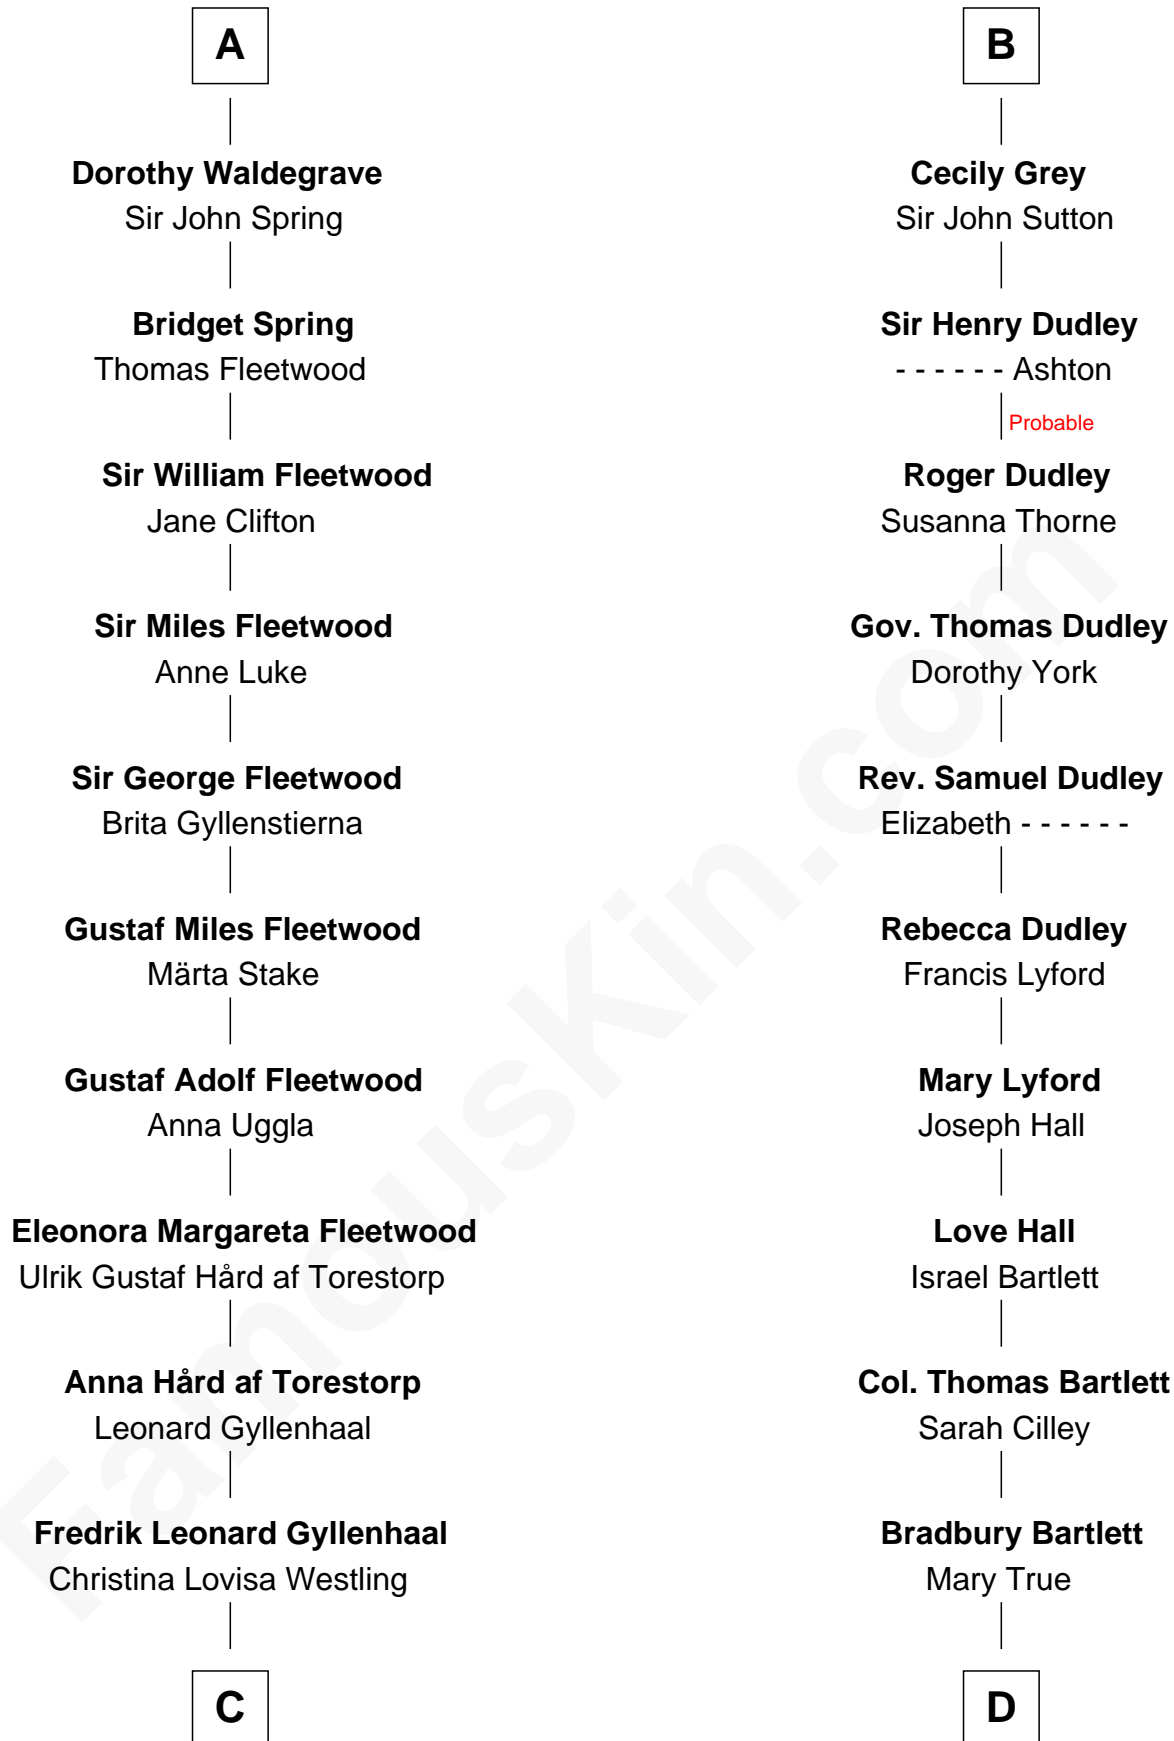 A
Dorothy Waldegrave
Sir John Spring
Bridget Spring
Thomas Fleetwood
Sir William Fleetwood
Jane Clifton
Sir Miles Fleetwood
Anne Luke
Sir George Fleetwood
Brita Gyllenstierna
Gustaf Miles Fleetwood
Märta Stake
Gustaf Adolf Fleetwood
Anna Uggla
Eleonora Margareta Fleetwood
Ulrik Gustaf Hård af Torestorp
Anna Hård af Torestorp
Leonard Gyllenhaal
Fredrik Leonard Gyllenhaal
Christina Lovisa Westling
C
B
Cecily Grey
Sir John Sutton
Sir Henry Dudley
- - - - - - Ashton
Probable
Roger Dudley
Susanna Thorne
Gov. Thomas Dudley
Dorothy York
Rev. Samuel Dudley
Elizabeth - - - - - -
Rebecca Dudley
Francis Lyford
Mary Lyford
Joseph Hall
Love Hall
Israel Bartlett
Col. Thomas Bartlett
Sarah Cilley
Bradbury Bartlett
Mary True
D
FamousKin.com